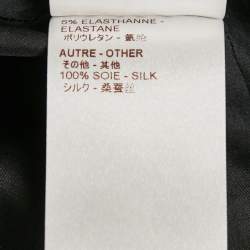 5% ELASTHANNE -
ELASTANE
ポリウレタン - 氨纶
AUTRE - OTHER
その他 - 其他
100% SOIE - SILK
シルク - 桑蚕丝